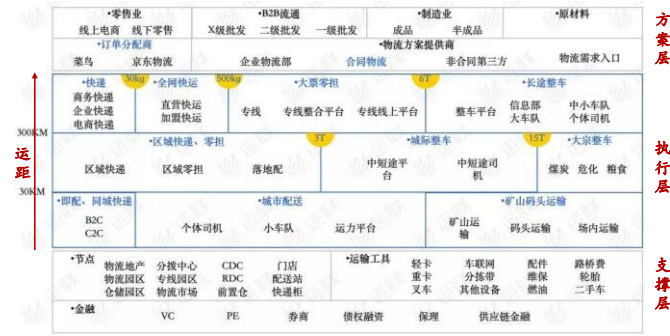 •零售业 •B2B流通 •制造业 •原材料
线上电商 线下零售 X级批发 二级批发 一级批发 成品 半成品
•订单分配商 •物流方案提供商
菜鸟 京东物流 企业物流部 合同物流 非合同第三方 物流需求入口
方案层
•快递 30kg •全网快运 500kg •大票零担 6T •长途整车
商务快递
企业快递
电商快递
直营快运
加盟快运
专线 专线整合平台 专线线上平台
整车平台
信息部
大车队
中小车队
个体司机
300KM
•区域快递、零担 3T •城际整车 15T •大宗整车
区域快递 区域零担 落地配
中短途平台
中短途司机
煤炭 危化 粮食
运距
执行层
30KM
•即配、同城快递 •城市配送 •矿山码头运输
B2C
C2C
个体司机 小车队 运力平台
矿山运输
码头运输 场内运输
•节点
物流地产 分拨中心 CDC 门店
物流园区 专线园区 RDC 配送站
仓储园区 物流市场 前置仓 快递柜
•运输工具
轻卡 车联网 配件 路桥费
重卡 分拣带 维保 轮胎
叉车 其他设备 燃油 二手车
支撑层
•金融
VC PE 券商 债权融资 保理 供应链金融